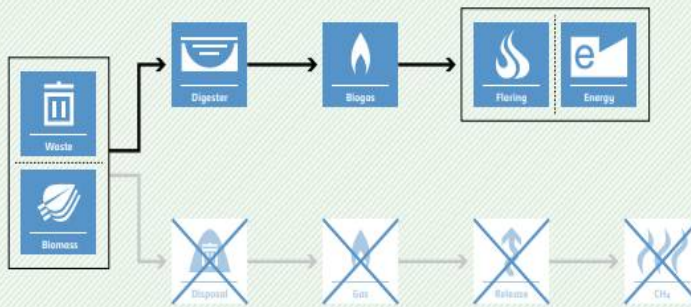 Waste
Biomass
Digester
Biogas
Flaring
e
Energy
Disposal
Gas
Release
CH₄